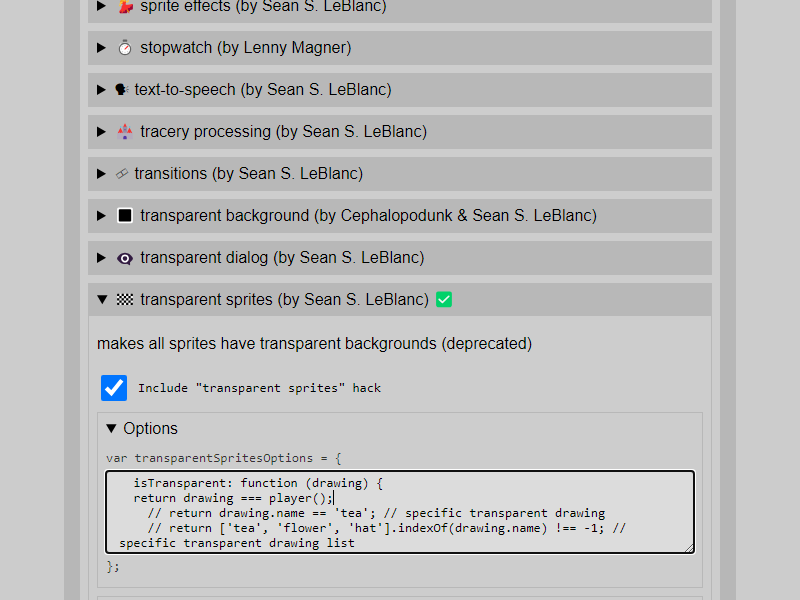 sprite effects (by Sean S. LeBlanc)
stopwatch (by Lenny Magner)
text-to-speech (by Sean S. LeBlanc)
tracery processing (by Sean S. LeBlanc)
transitions (by Sean S. LeBlanc)
transparent background (by Cephalopodunk & Sean S. LeBlanc)
transparent dialog (by Sean S. LeBlanc)
transparent sprites (by Sean S. LeBlanc)
makes all sprites have transparent backgrounds (deprecated)
Include "transparent sprites" hack
Options
var transparentSpritesOptions = {
isTransparent: function (drawing) {
return drawing === player();
// return drawing.name == 'tea'; // specific transparent drawing
// return ['tea', 'flower', 'hat'].indexOf(drawing.name) !== -1; //
specific transparent drawing list
};